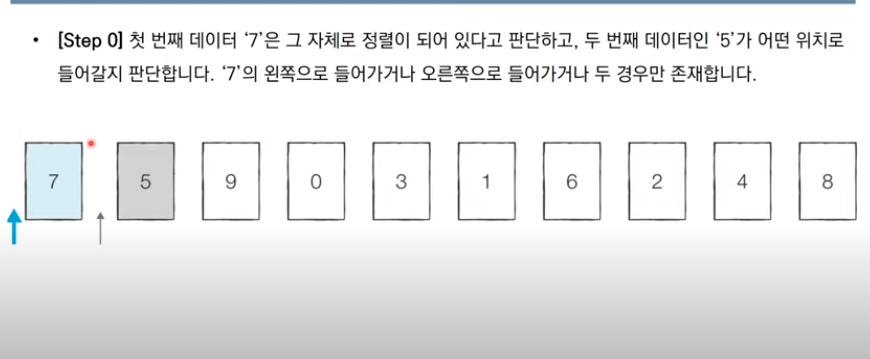 • [Step 0] 첫 번째 데이터 ‘7’은 그 자체로 정렬이 되어 있다고 판단하고, 두 번째 데이터인 ‘5’가 어떤 위치로
들어갈지 판단합니다. ‘7’의 왼쪽으로 들어가거나 오른쪽으로 들어가거나 두 경우만 존재합니다.
7 5 9 0 3 1 6 2 4 8